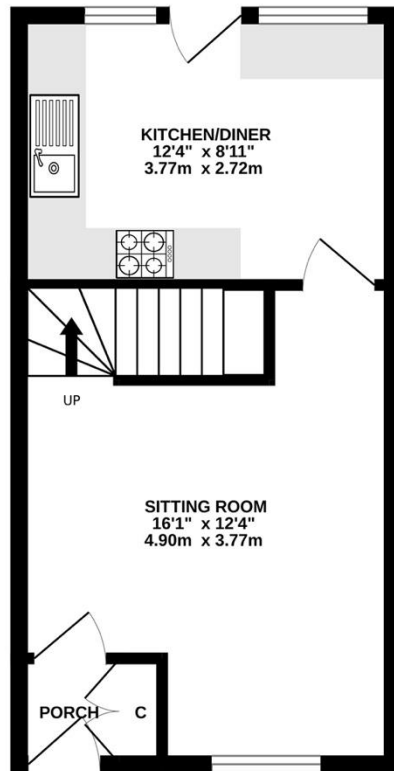 KITCHEN/DINER
12'4" x 8'11"
3.77m x 2.72m
UP
SITTING ROOM
16'1" x 12'4"
4.90m x 3.77m
PORCH C